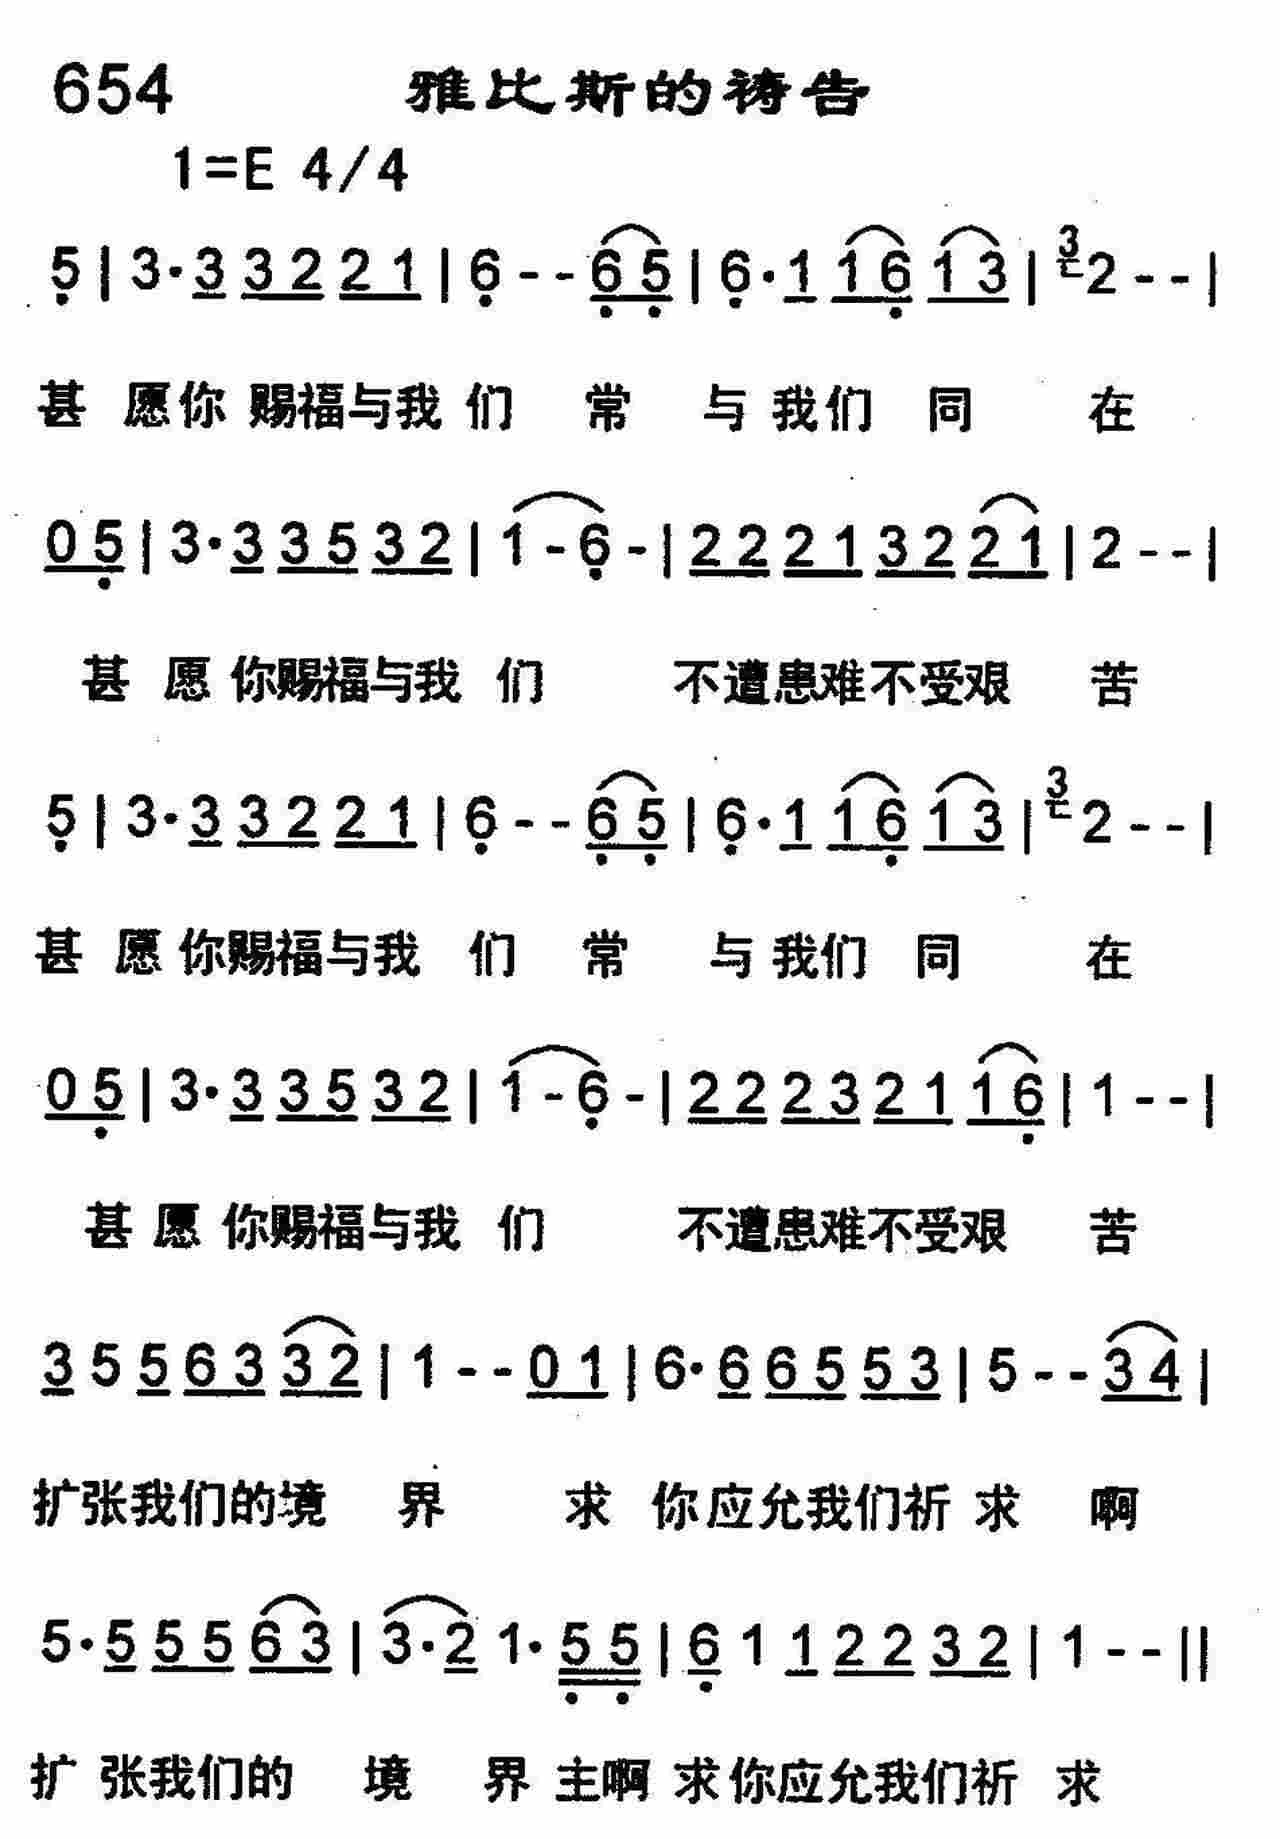 654 雅比斯的祷告
1=E 4/4
5̣ | 3·3 3 2 2 1 | 6̣ - - 6̣ 5̣ | 6̣·1 1 6̣ 1 3 | 3 2 - - |
甚 愿你 赐福与我 们 常 与 我们 同 在
0 5̣ | 3·3 3 5 3 2 | 1 - 6̣ - | 2 2 2 1 3 2 2 1 | 2 - - |
甚 愿 你赐福与我 们 不遭患难不受艰 苦
5̣ | 3·3 3 2 2 1 | 6̣ - - 6̣ 5̣ | 6̣·1 1 6̣ 1 3 | 3 2 - - |
甚 愿 你赐福与我 们 常 与 我们 同 在
0 5̣ | 3·3 3 5 3 2 | 1 - 6̣ - | 2 2 2 3 2 1 1 6̣ | 1 - - |
甚 愿 你赐福与我 们 不遭患难不受艰 苦
3 5 5 6 3 3 2 | 1 - - 0 1 | 6·6 6 5 5 3 | 5 - - 3 4 |
扩张我们的境 界 求 你应允我们祈 求 啊
5·5 5 5 6 3 | 3·2 1·5̣ 5̣ | 6̣ 1 1 2 2 3 2 | 1 - - ||
扩 张我们的 境 界 主啊 求你应允我们祈 求